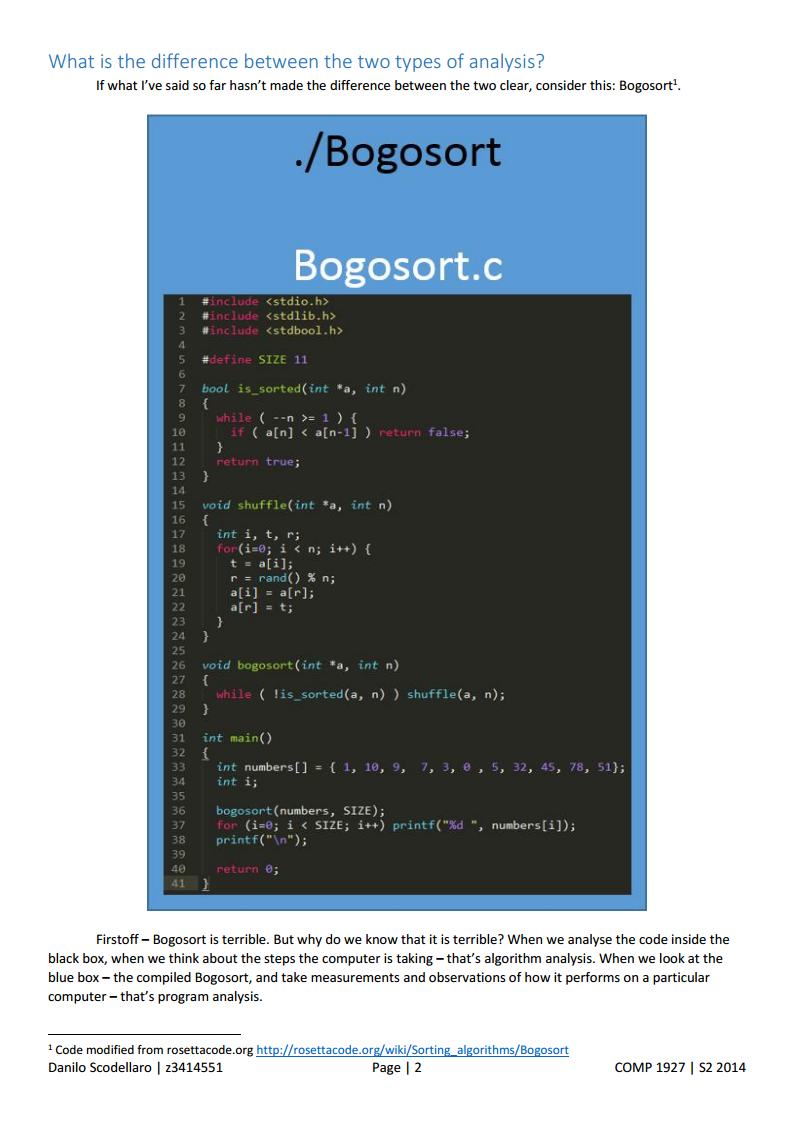 What is the difference between the two types of analysis?
If what I've said so far hasn't made the difference between the two clear, consider this: Bogosort¹.
./Bogosort
Bogosort.c
1 #include <stdio.h>
2 #include <stdlib.h>
3 #include <stdbool.h>
4
5 #define SIZE 11
6
7 bool is_sorted(int *a, int n)
8 {
9   while ( --n >= 1 ) {
10     if ( a[n] < a[n-1] ) return false;
11   }
12   return true;
13 }
14
15 void shuffle(int *a, int n)
16 {
17   int i, t, r;
18   for(i=0; i < n; i++) {
19     t = a[i];
20     r = rand() % n;
21     a[i] = a[r];
22     a[r] = t;
23   }
24 }
25
26 void bogosort(int *a, int n)
27 {
28   while ( !is_sorted(a, n) ) shuffle(a, n);
29 }
30
31 int main()
32 {
33   int numbers[] = { 1, 10, 9,  7, 3, 0 , 5, 32, 45, 78, 51};
34   int i;
35
36   bogosort(numbers, SIZE);
37   for (i=0; i < SIZE; i++) printf("%d ", numbers[i]);
38   printf("\n");
39
40   return 0;
41 }
Firstoff – Bogosort is terrible. But why do we know that it is terrible? When we analyse the code inside the
black box, when we think about the steps the computer is taking – that's algorithm analysis. When we look at the
blue box – the compiled Bogosort, and take measurements and observations of how it performs on a particular
computer – that's program analysis.
¹ Code modified from rosettacode.org http://rosettacode.org/wiki/Sorting_algorithms/Bogosort
Danilo Scodellaro | z3414551 Page | 2 COMP 1927 | S2 2014